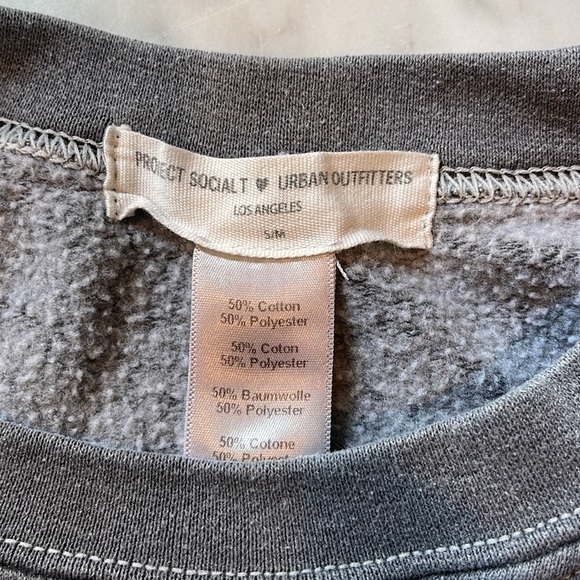 PROJECT SOCIAL T ♥ URBAN OUTFITTERS
LOS ANGELES
S/M
50% Cotton
50% Polyester
50% Coton
50% Polyester
50% Baumwolle
50% Polyester
50% Cotone
50%